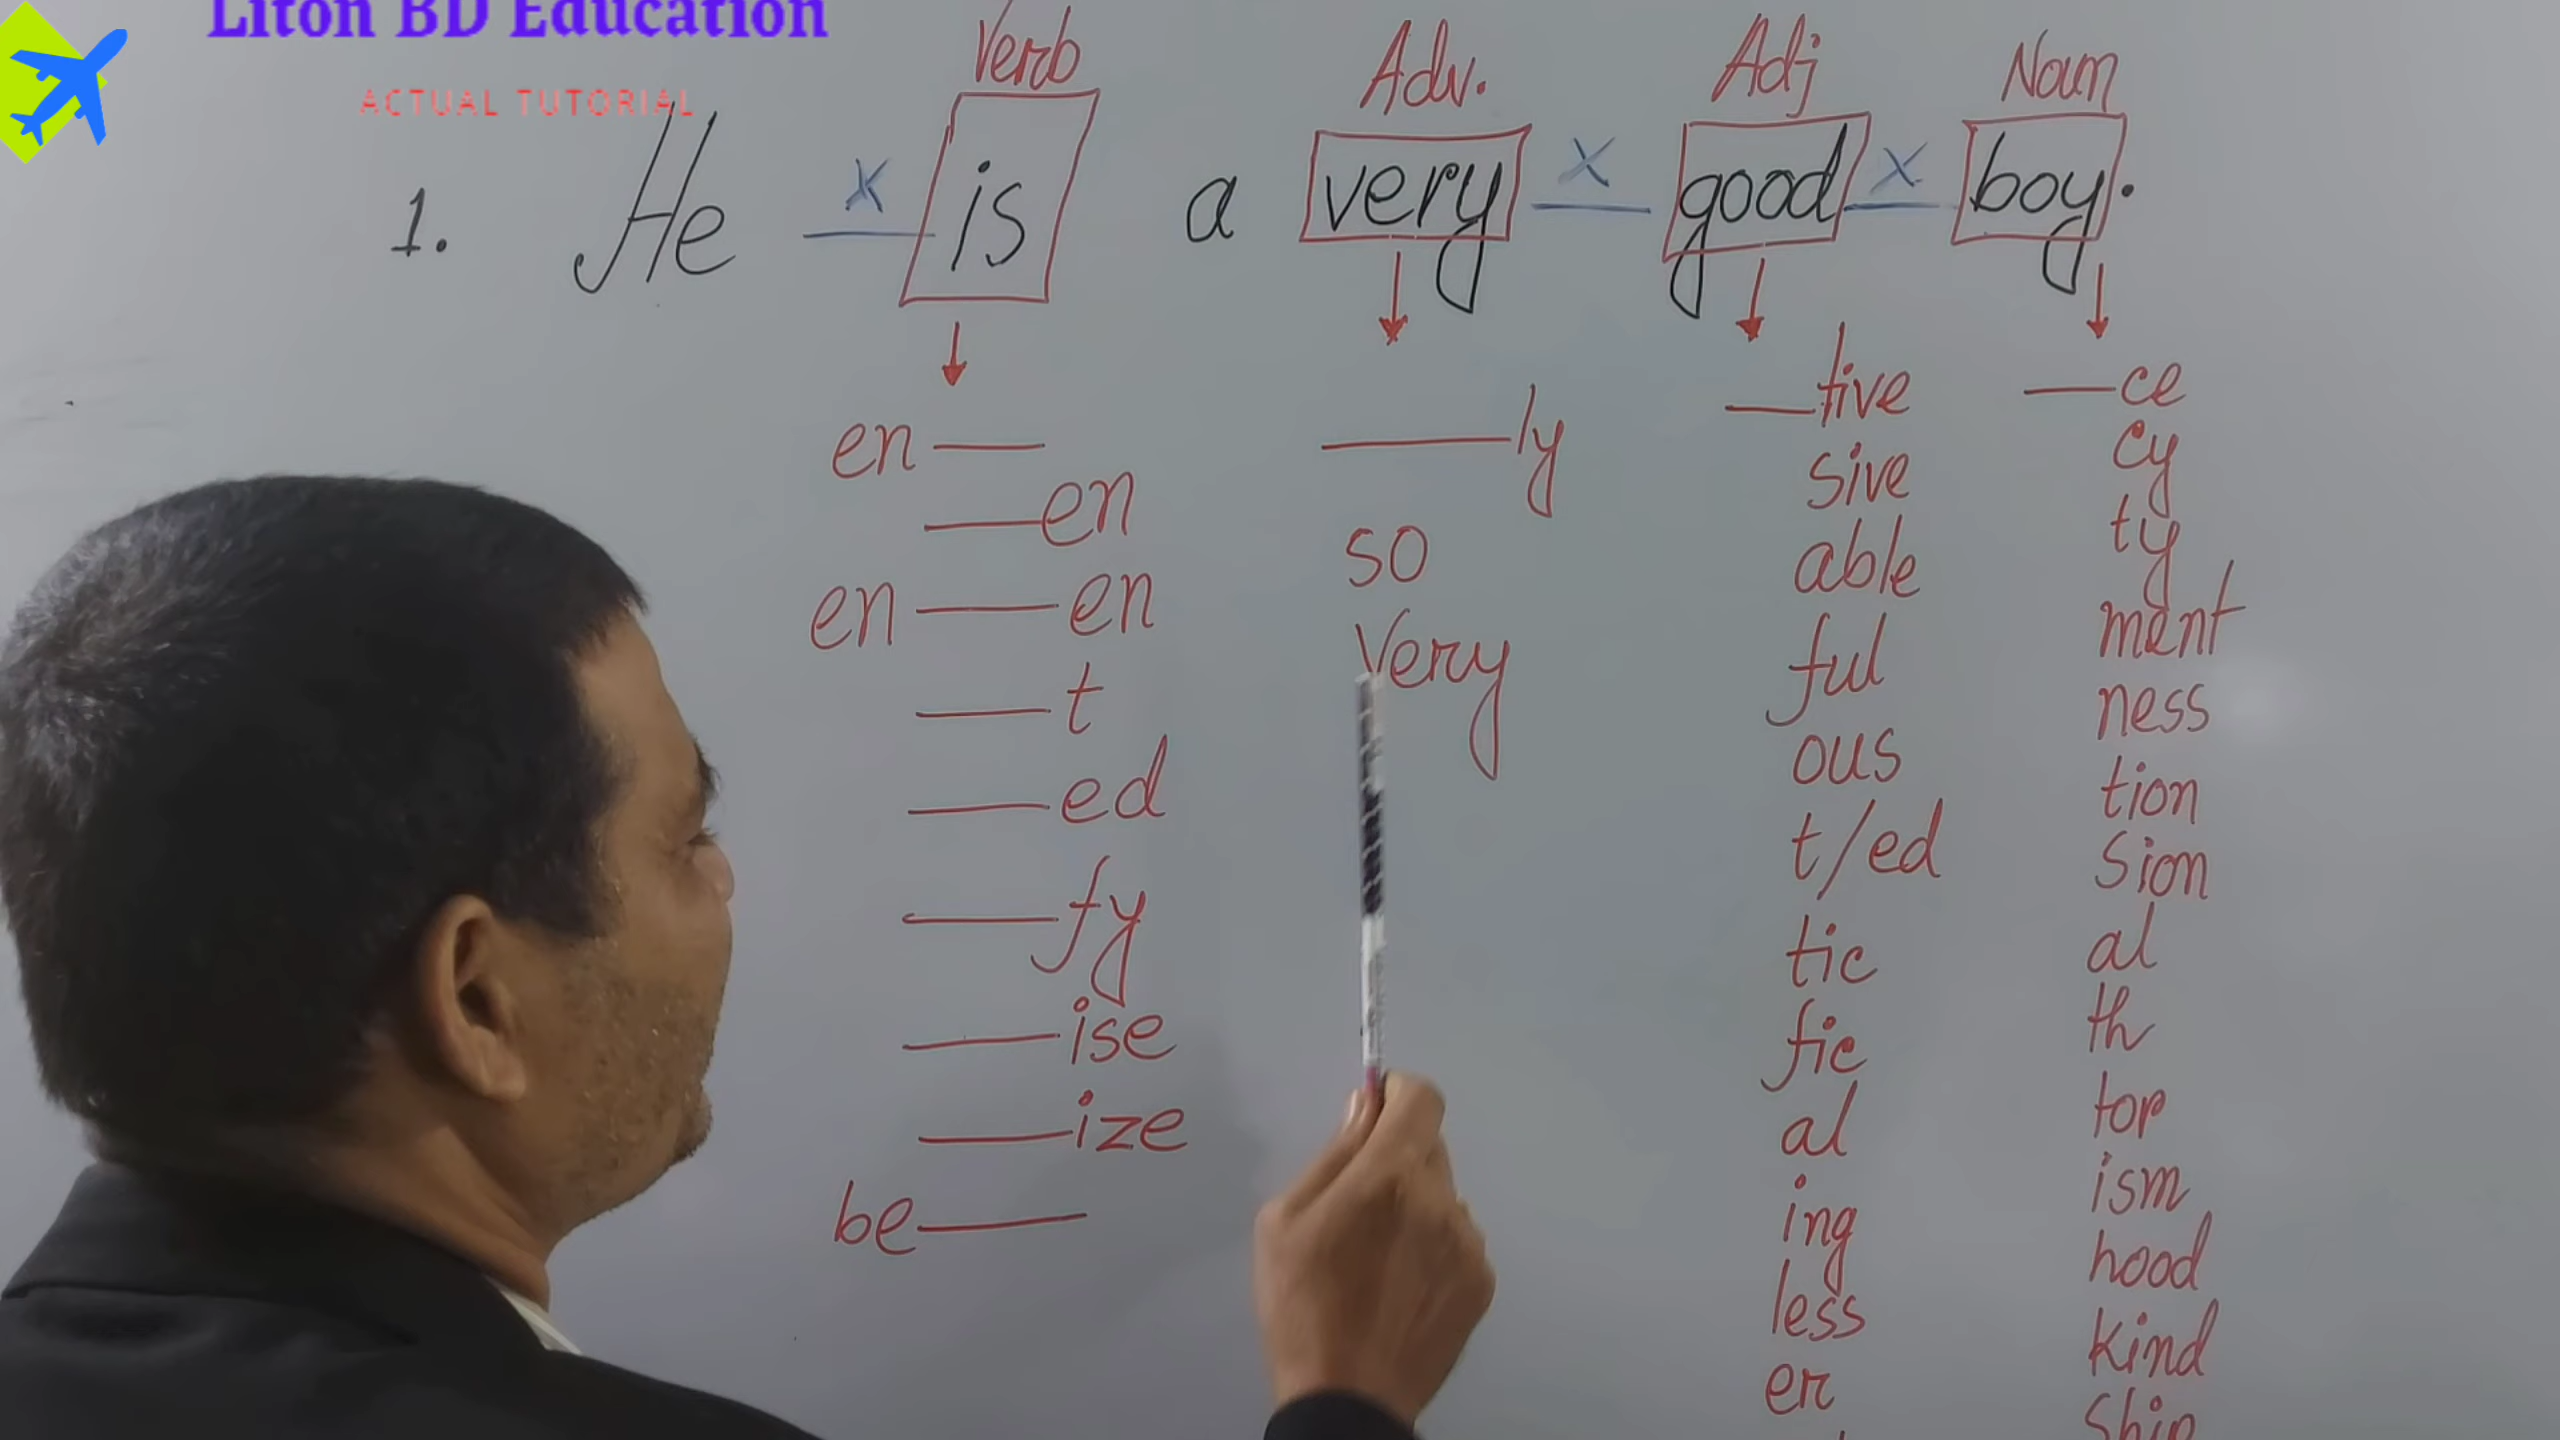 Liton BD Education
ACTUAL TUTORIAL
Verb Adv. Adj Noun
1. He x is a very x good x boy.
en—
—en
en—en
—t
—ed
—fy
—ise
—ize
be—
—ly
so
Very
—tive
sive
able
ful
ous
t/ed
tic
fic
al
ing
less
er
—ce
cy
ty
ment
ness
tion
Sion
al
th
tor
ism
hood
kind
Ship